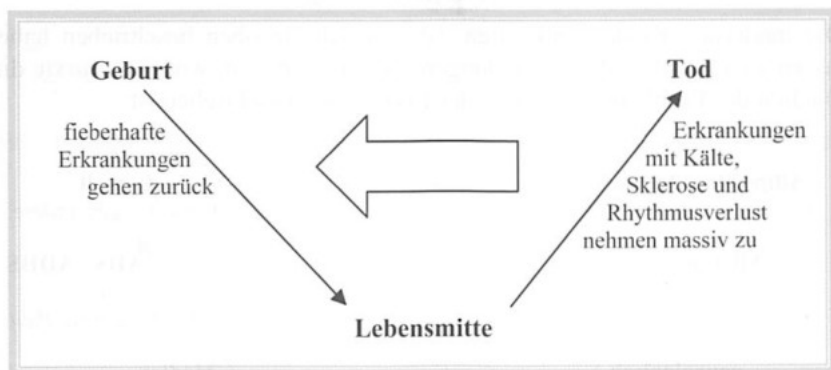 Geburt
Tod
fieberhafte
Erkrankungen
gehen zurück
Erkrankungen
mit Kälte,
Sklerose und
Rhythmusverlust
nehmen massiv zu
Lebensmitte